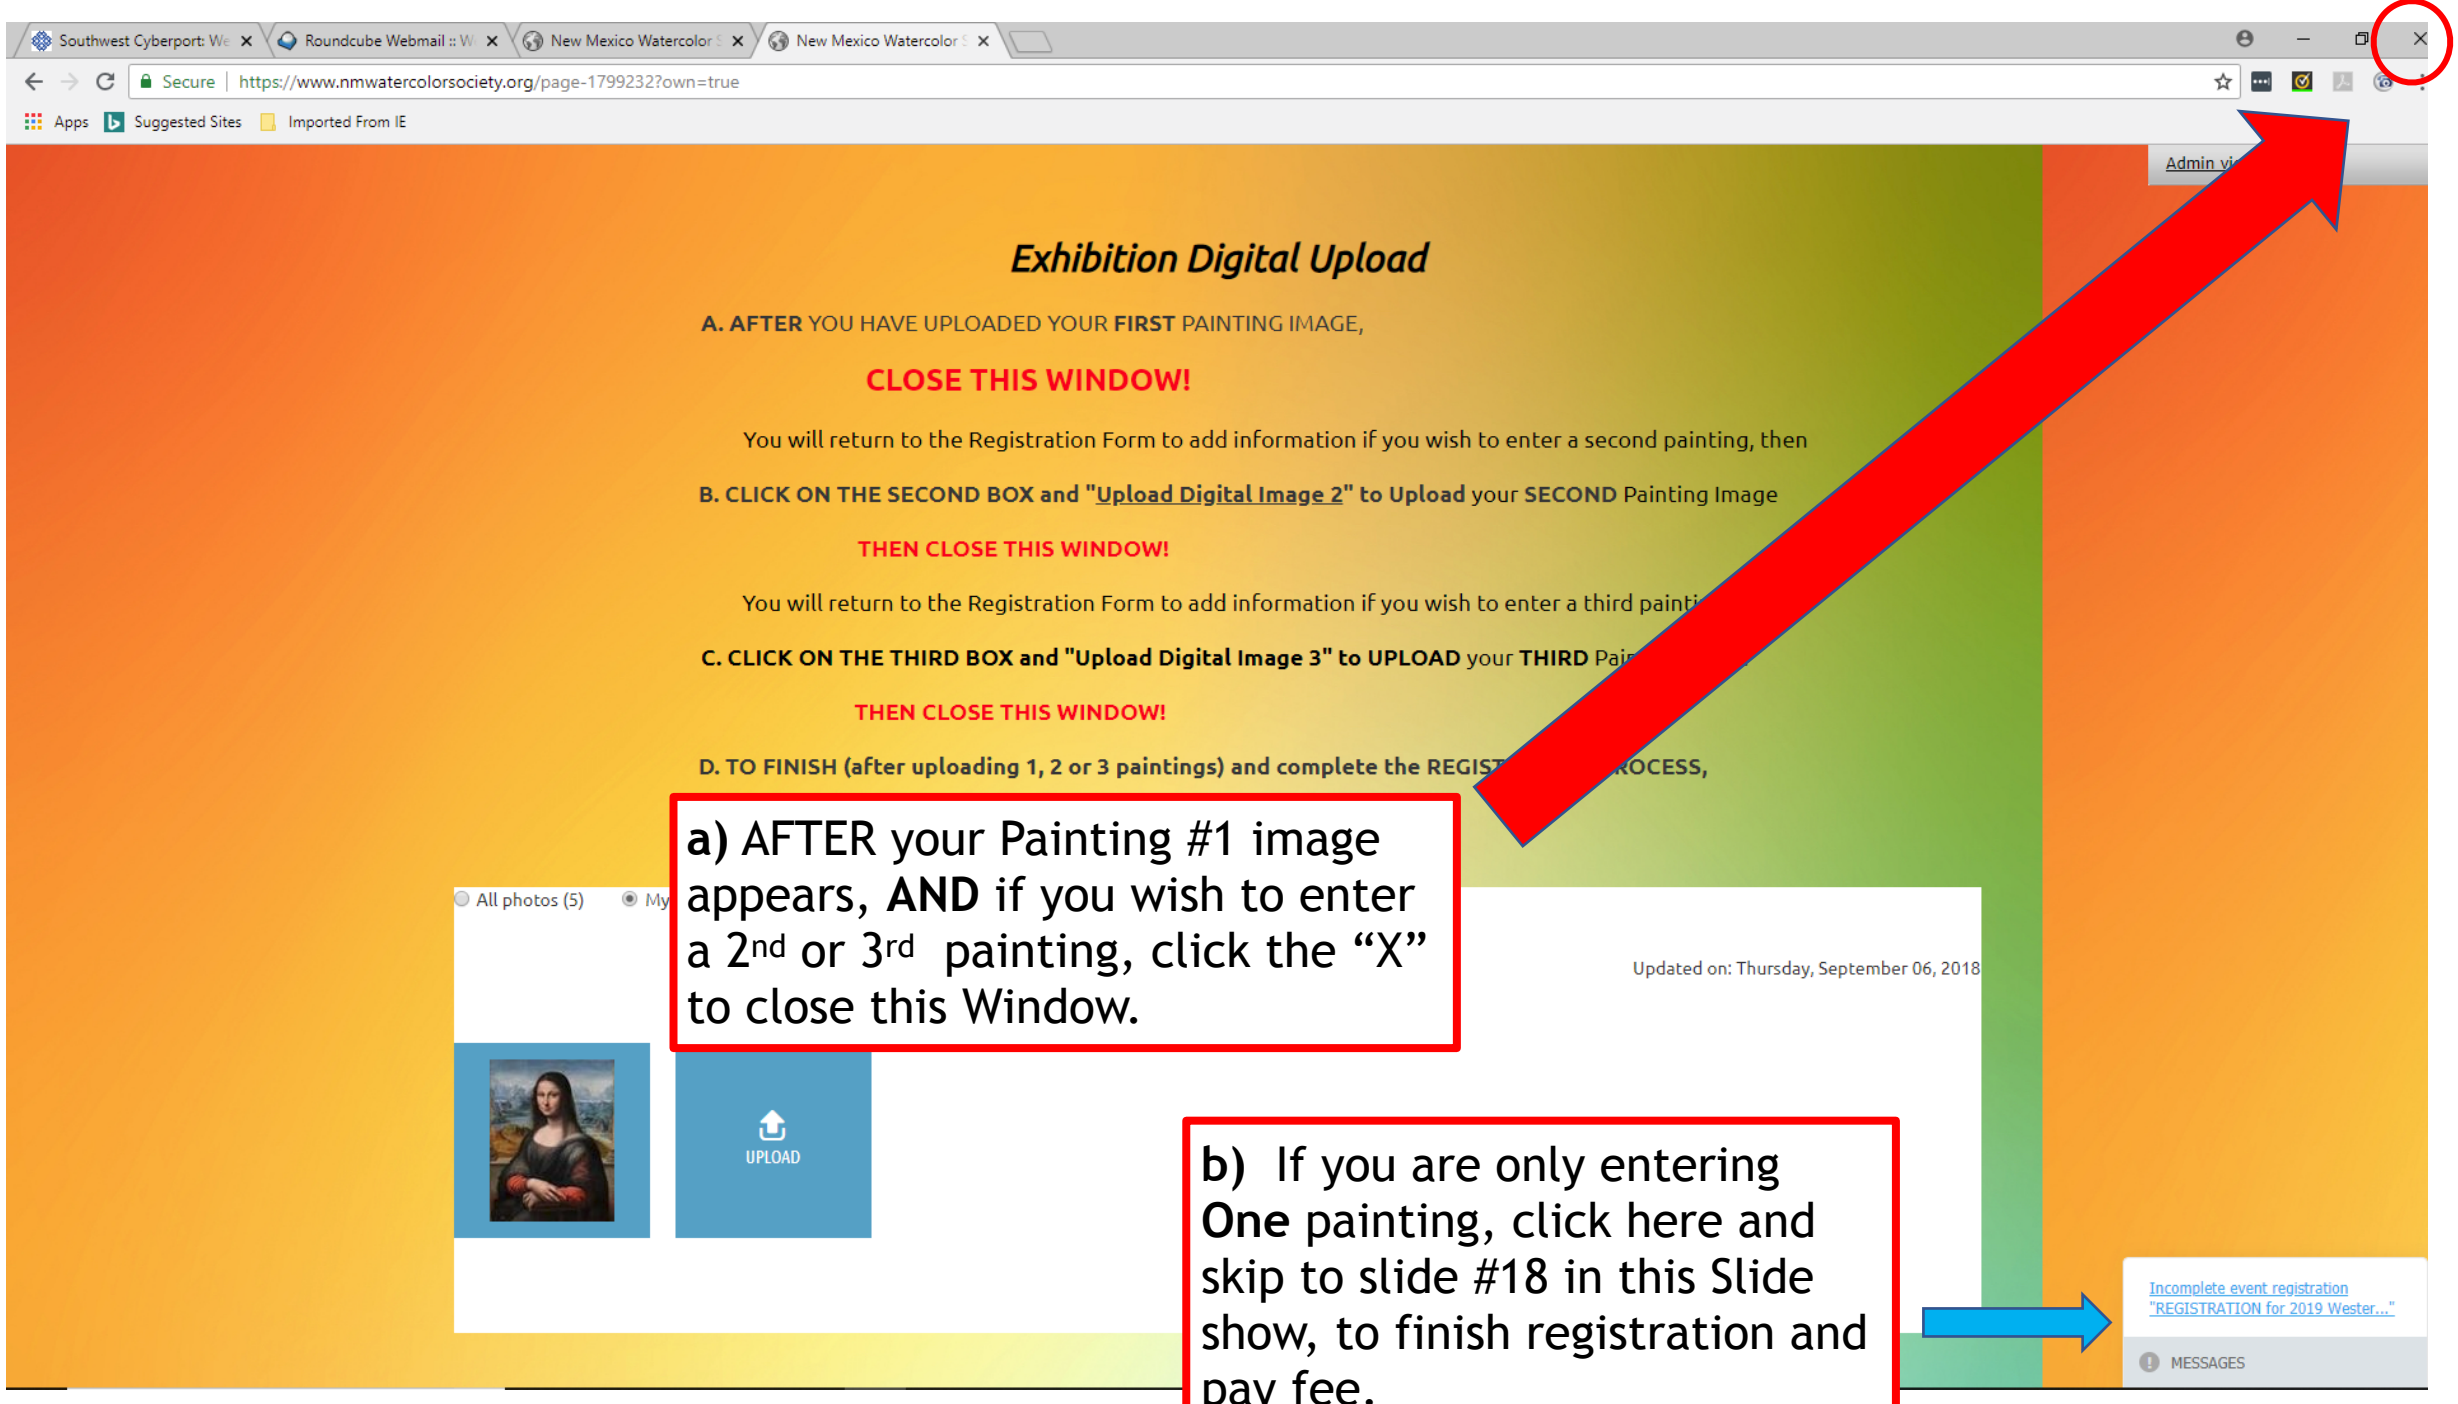 Southwest Cyberport: We
Roundcube Webmail :: W
New Mexico Watercolor S
New Mexico Watercolor S
Secure | https://www.nmwatercolorsociety.org/page-1799232?own=true
Apps Suggested Sites Imported From IE
Admin
Exhibition Digital Upload
A. AFTER YOU HAVE UPLOADED YOUR FIRST PAINTING IMAGE,
CLOSE THIS WINDOW!
You will return to the Registration Form to add information if you wish to enter a second painting, then
B. CLICK ON THE SECOND BOX and "Upload Digital Image 2" to Upload your SECOND Painting Image
THEN CLOSE THIS WINDOW!
You will return to the Registration Form to add information if you wish to enter a third
C. CLICK ON THE THIRD BOX and "Upload Digital Image 3" to UPLOAD your THIRD
THEN CLOSE THIS WINDOW!
D. TO FINISH (after uploading 1, 2 or 3 paintings) and complete the
a) AFTER your Painting #1 image
appears, AND if you wish to enter
a 2nd or 3rd painting, click the “X”
to close this Window.
All photos (5) My
Updated on: Thursday, September 06, 2018
UPLOAD
b) If you are only entering
One painting, click here and
skip to slide #18 in this Slide
show, to finish registration and
pay fee.
Incomplete event registration
"REGISTRATION for 2019 Wester..."
MESSAGES